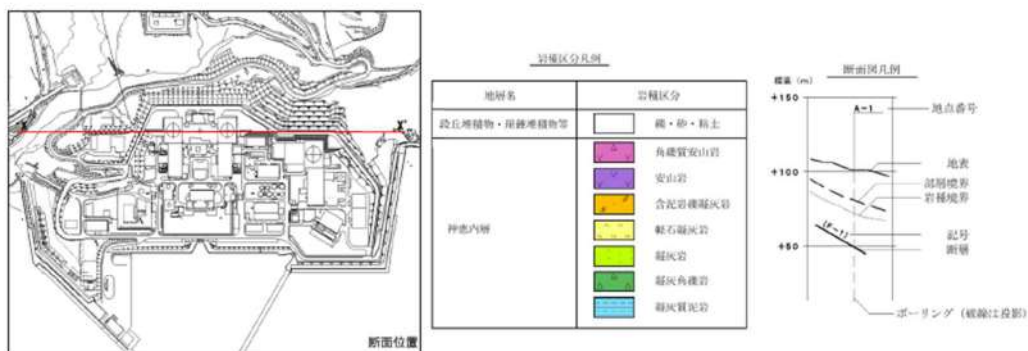 断面位置
岩種区分凡例
地層名 岩種区分
段丘堆積物・崖錐堆積物等 礫・砂・粘土
神恵内層
角礫質安山岩
安山岩
含泥岩礫凝灰岩
軽石凝灰岩
凝灰岩
凝灰角礫岩
凝灰質泥岩
断面図凡例
標高 (m)
+150
A-1
地点番号
+100
地表
部層境界
岩種境界
(F-1)
記号
+50
断層
ボーリング (破線は投影)